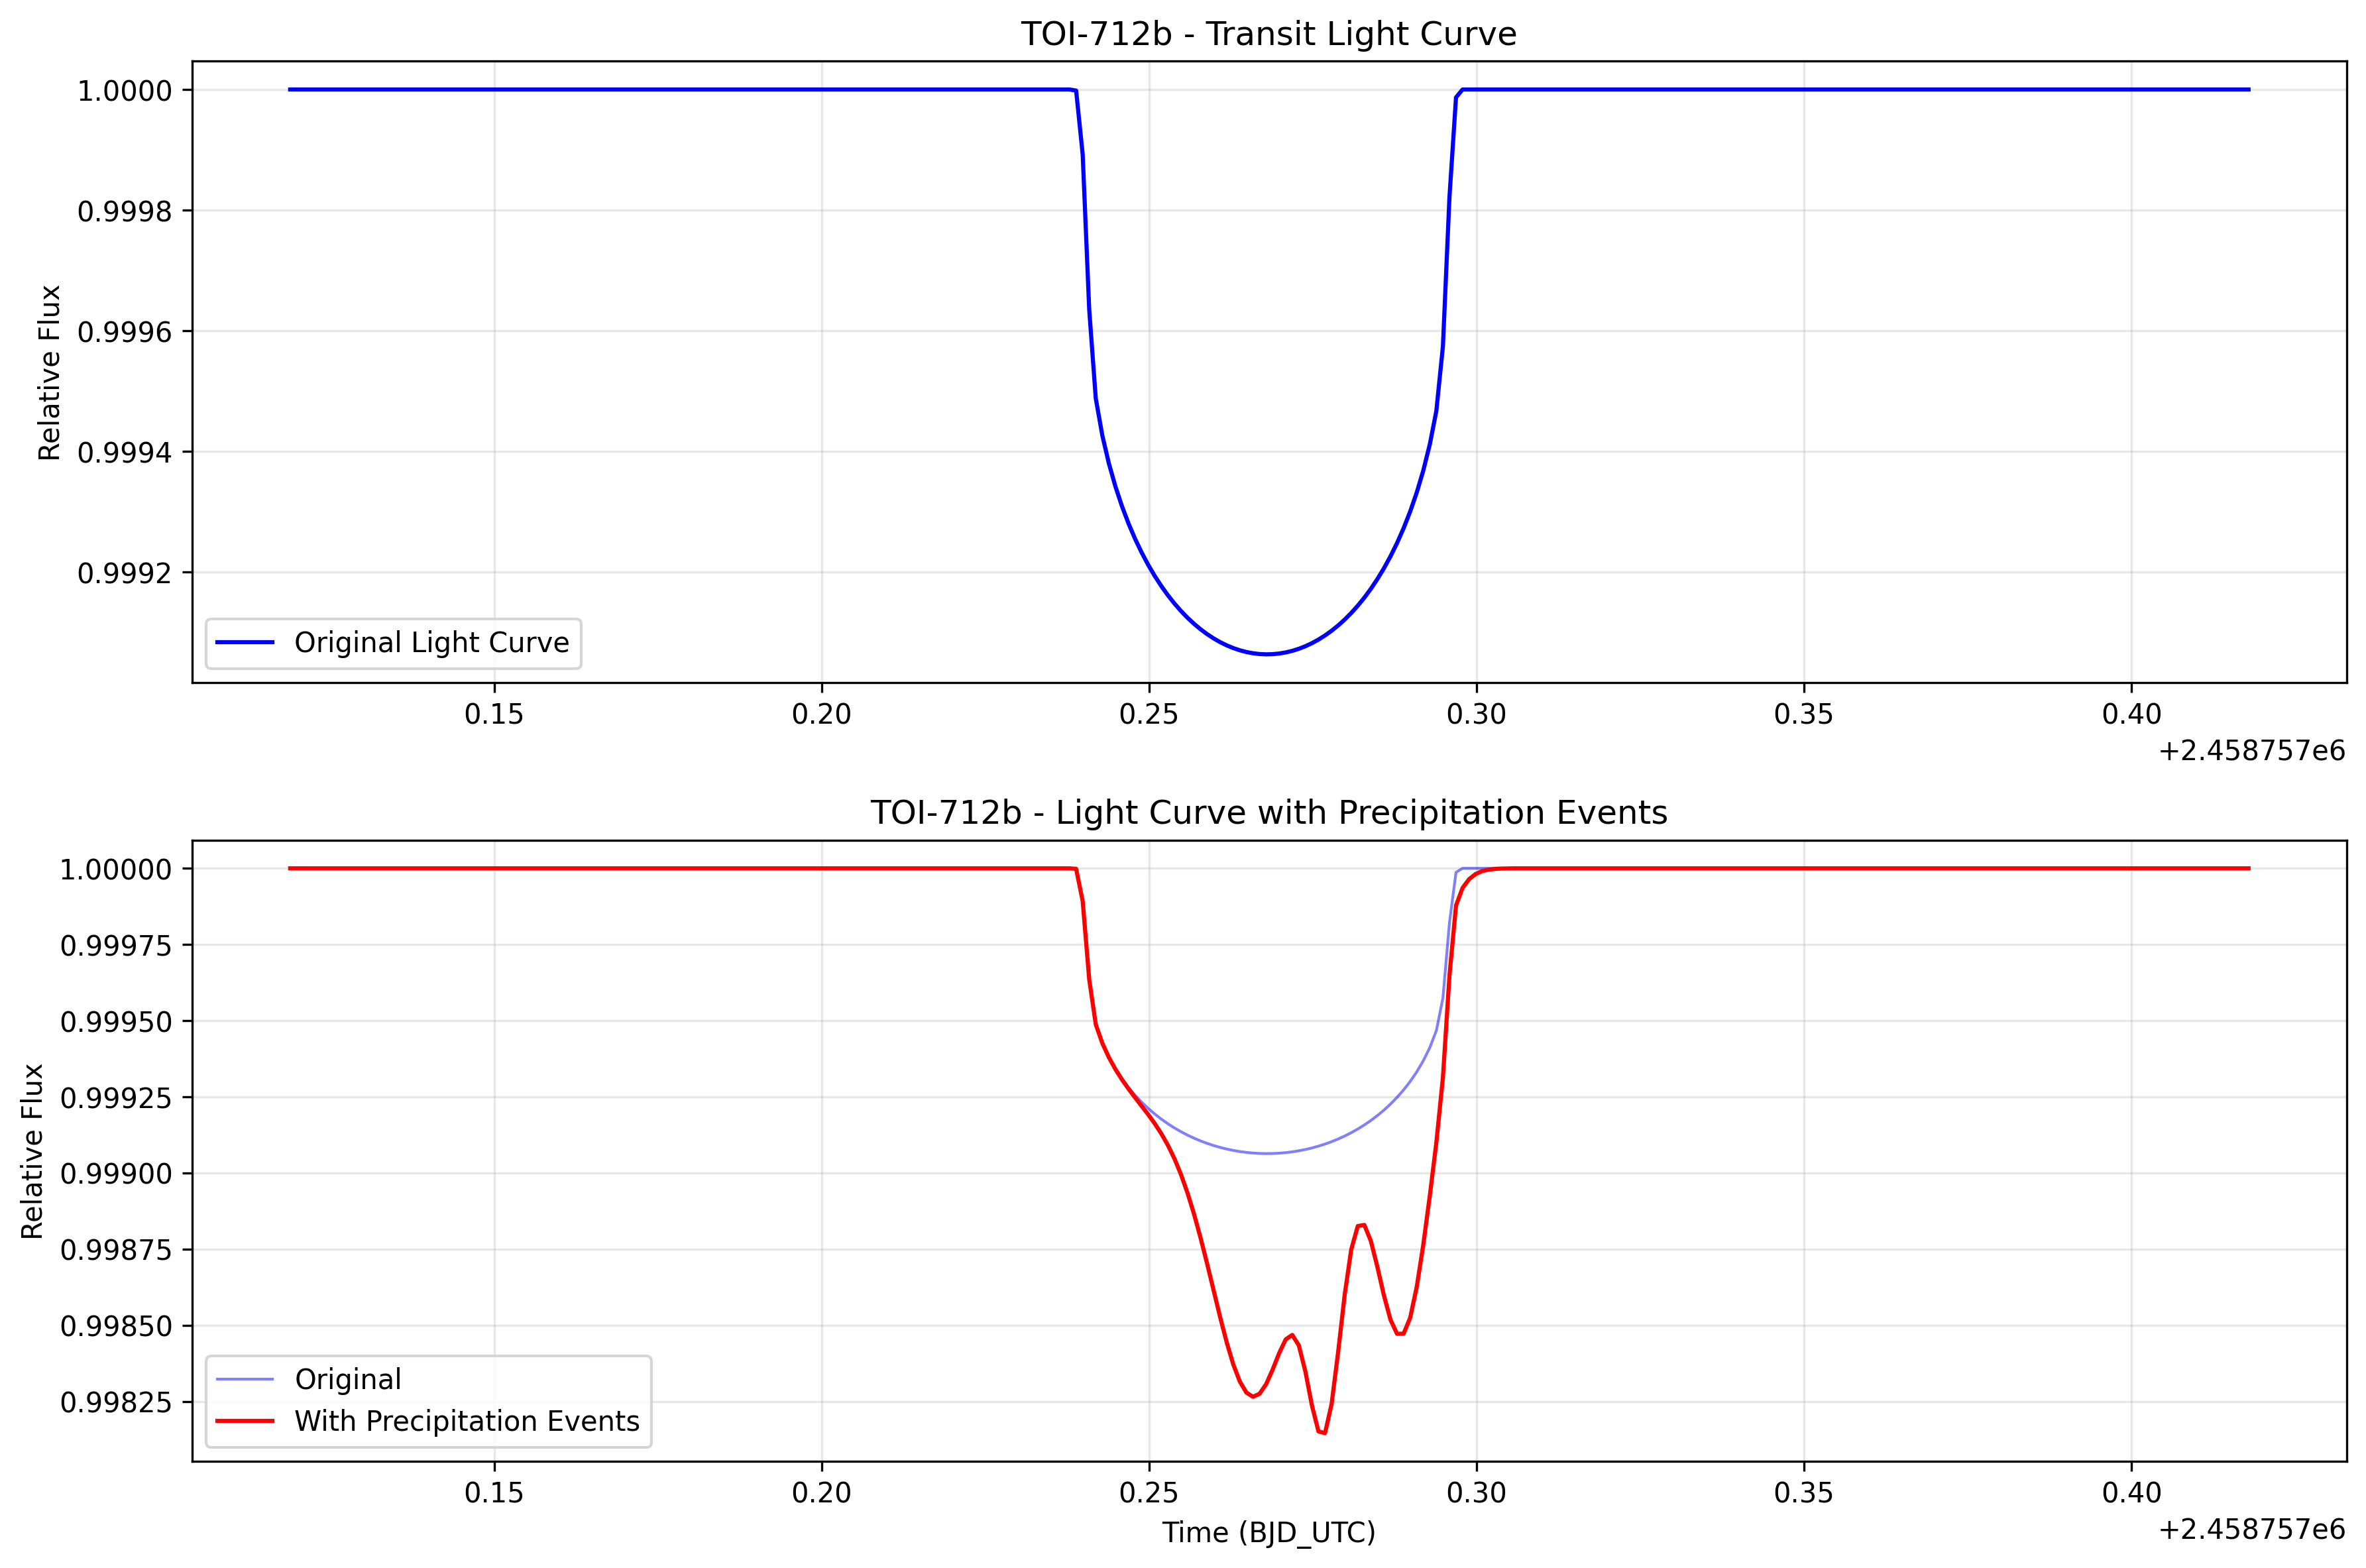 TOI-712b - Transit Light Curve
1.0000
0.9998
0.9996
0.9994
0.9992
Relative Flux
Original Light Curve
0.15 0.20 0.25 0.30 0.35 0.40
+2.458757e6
TOI-712b - Light Curve with Precipitation Events
1.00000
0.99975
0.99950
0.99925
0.99900
0.99875
0.99850
0.99825
Relative Flux
Original
With Precipitation Events
0.15 0.20 0.25 0.30 0.35 0.40
Time (BJD_UTC)
+2.458757e6